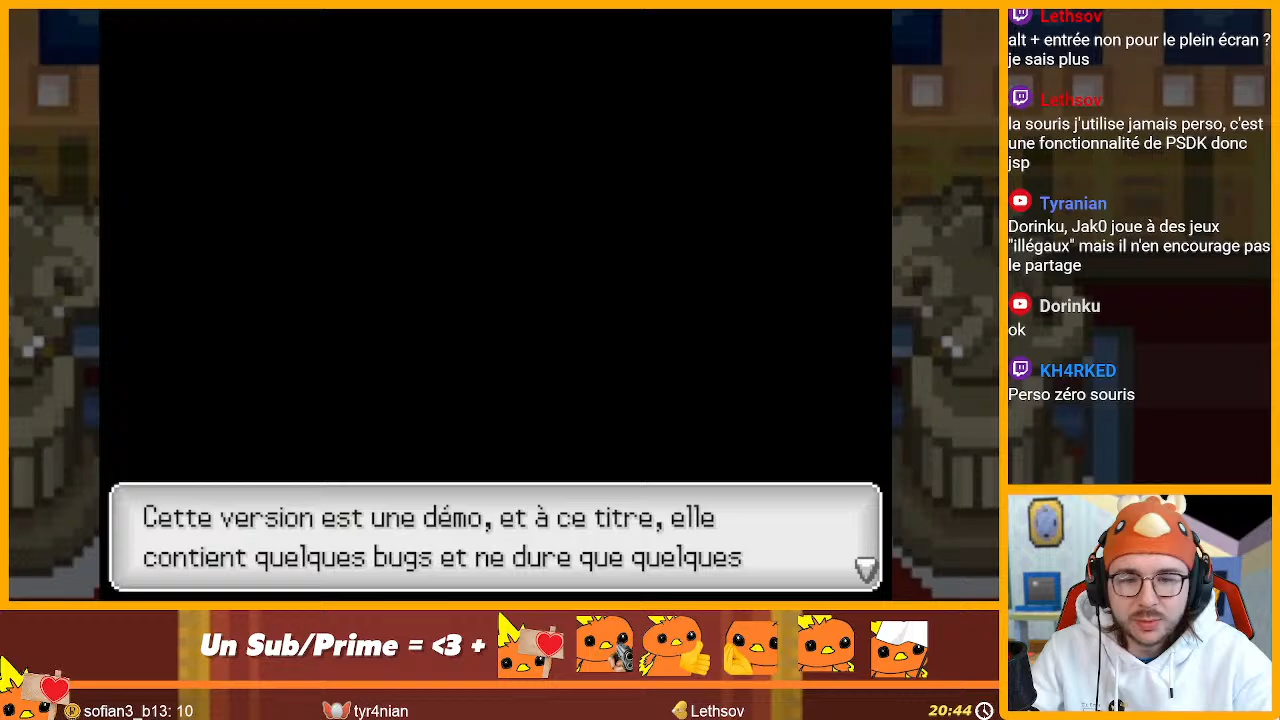 Lethsov
alt + entrée non pour le plein écran ?
je sais plus
Lethsov
la souris j'utilise jamais perso, c'est
une fonctionnalité de PSDK donc
jsp
Tyranian
Dorinku, Jak0 joue à des jeux
"illégaux" mais il n'en encourage pas
le partage
Dorinku
ok
KH4RKED
Perso zéro souris
Cette version est une démo, et à ce titre, elle
contient quelques bugs et ne dure que quelques
Un Sub/Prime = <3 +
sofian3_b13: 10
tyr4nian
Lethsov
20:44